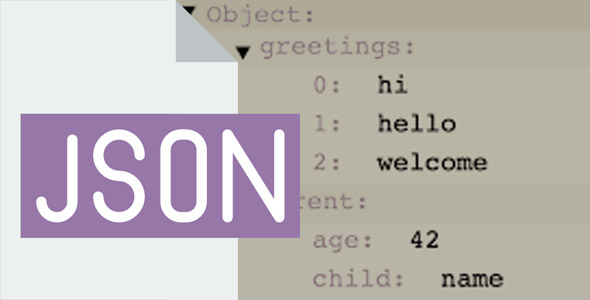 Object:
greetings:
0: hi
1: hello
2: welcome
JSON
age: 42
child: name